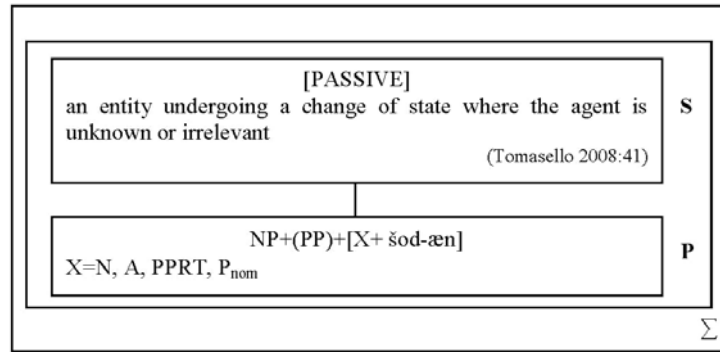 [PASSIVE]
an entity undergoing a change of state where the agent is
unknown or irrelevant
(Tomasello 2008:41)
S
NP+(PP)+[X+ šod-æn]
X=N, A, PPRT, Pnom
P
∑